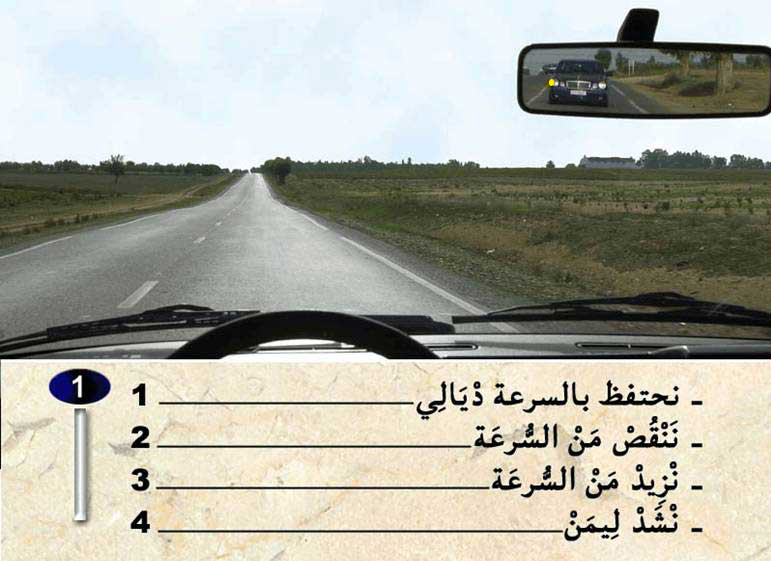 1
- نحتفظ بالسرعة دْيَالِي 1
- نَنْقُصْ مَنْ السُّرعَة 2
- نْزِيدْ مَنْ السُّرعَة 3
- نْشَدْ لِيمَنْ 4